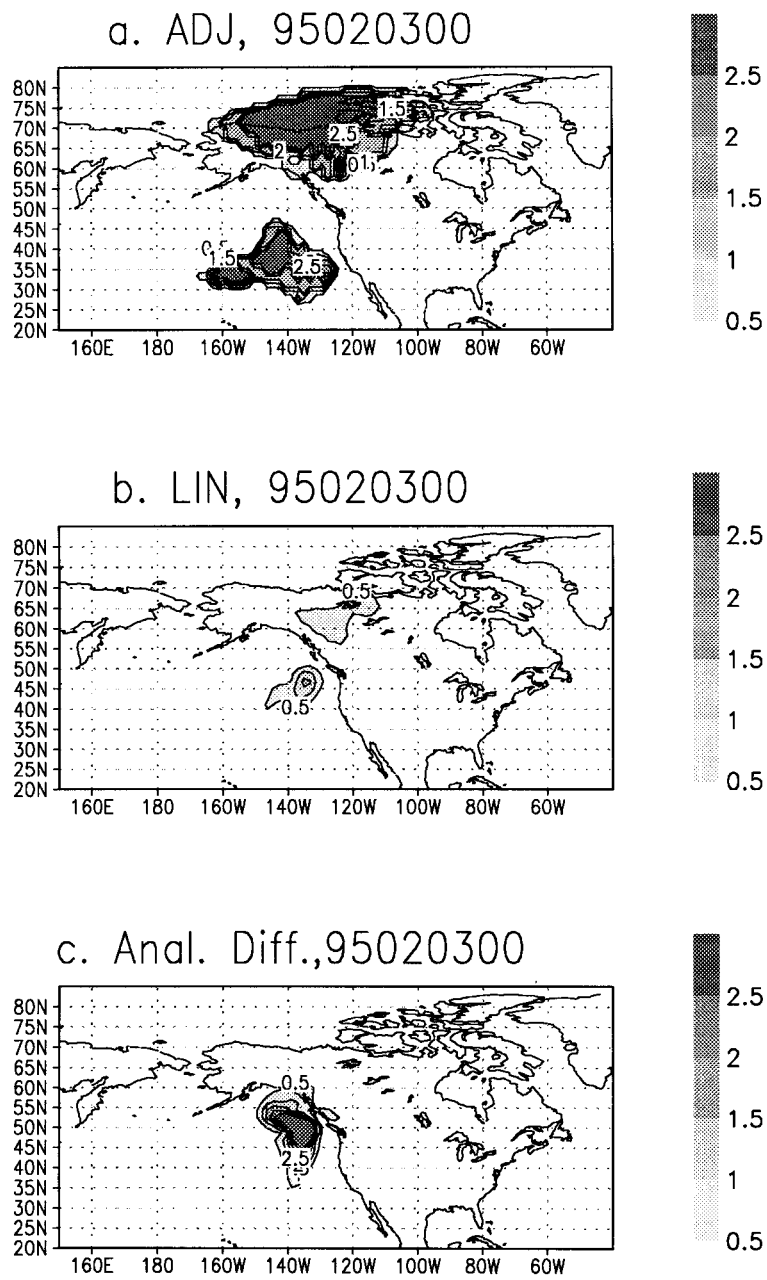 a. ADJ, 95020300
80N
75N
70N
65N
60N
55N
50N
45N
40N
35N
30N
25N
20N
160E 180 160W 140W 120W 100W 80W 60W
1.5
2.5
2
1.5
2.5
2.5
2
1.5
1
0.5
b. LIN, 95020300
80N
75N
70N
65N
60N
55N
50N
45N
40N
35N
30N
25N
20N
160E 180 160W 140W 120W 100W 80W 60W
0.5
0.5
2.5
2
1.5
1
0.5
c. Anal. Diff.,95020300
80N
75N
70N
65N
60N
55N
50N
45N
40N
35N
30N
25N
20N
160E 180 160W 140W 120W 100W 80W 60W
0.5
2.5
2.5
2
1.5
1
0.5